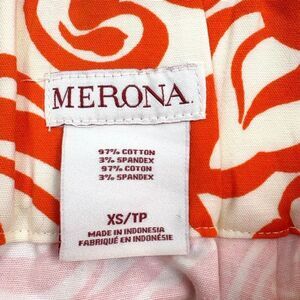 MERONA.
97% COTTON
3% SPANDEX
97% COTON
3% SPANDEX
XS/TP
MADE IN INDONESIA
FABRIQUÉ EN INDONÉSIE